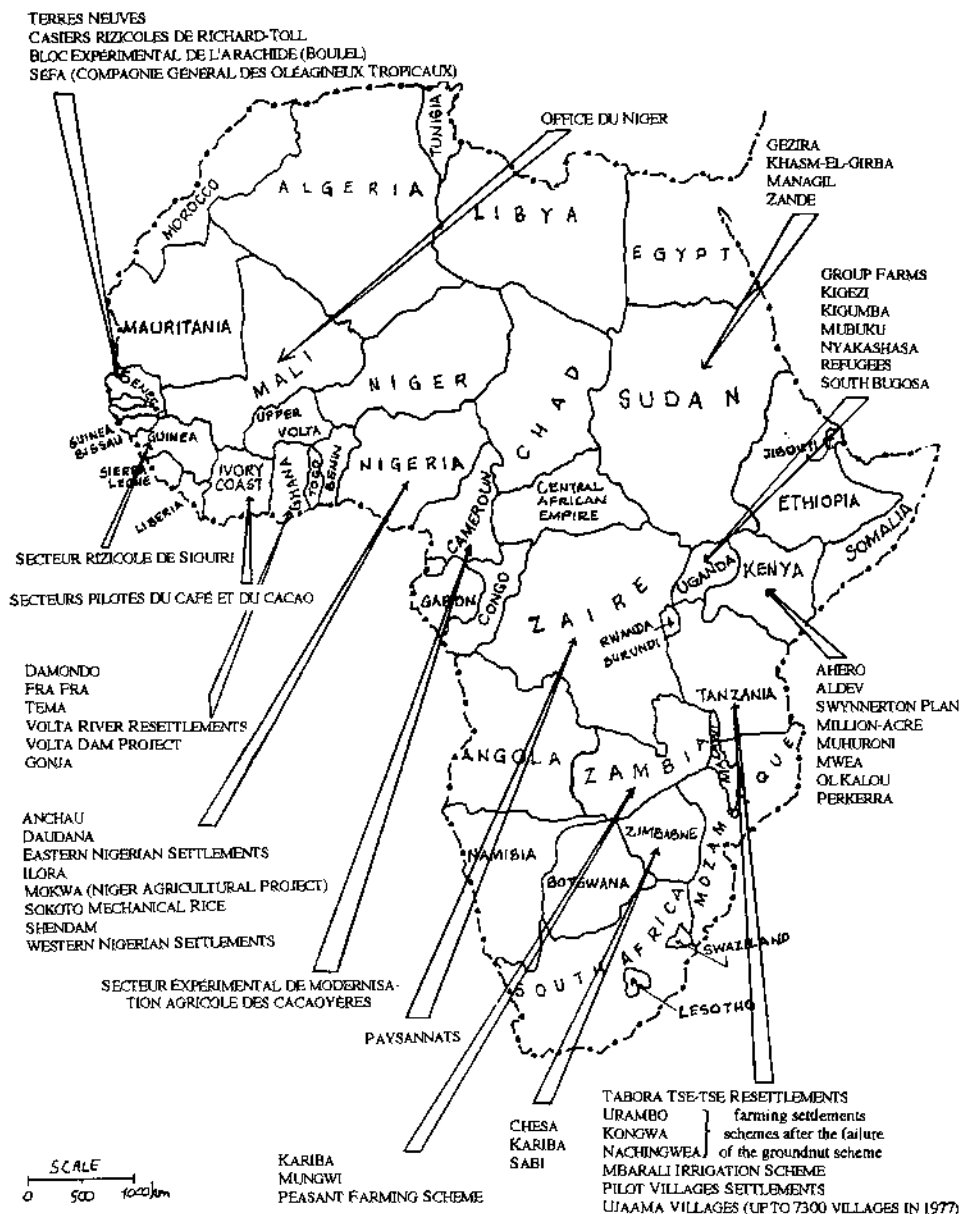 TERRES NEUVES
CASIERS RIZICOLES DE RICHARD-TOLL
BLOC EXPÉRIMENTAL DE L'ARACHIDE (BOULEL)
SÉFA (COMPAGNIE GÉNÉRAL DES OLÉAGINEUX TROPICAUX)
OFFICE DU NIGER
GEZIRA
KHASM-EL-GIRBA
MANAGIL
ZANDE
GROUP FARMS
KIGEZI
KIGUMBA
MUBUKU
NYAKASHASA
REFUGEES
SOUTH BUGOSA
TUNISIA
MOROCCO
ALGERIA
LIBYA
EGYPT
MAURITANIA
MALI
NIGER
CHAD
SUDAN
GUINEA
BISSAU
GUINEA
UPPER
VOLTA
SIERRA
LEONE
LIBERIA
IVORY
COAST
GHANA
TOGO
BENIN
NIGERIA
CAMEROUN
CENTRAL
AFRICAN
EMPIRE
JIBOUTI
ETHIOPIA
SOMALIA
UGANDA
KENYA
GABON
CONGO
ZAIRE
RWANDA
BURUNDI
TANZANIA
ANGOLA
ZAMBI
MOZAMBIQUE
NAMISIA
ZIMBABNE
BOTSWANA
SOUTH AFRICA
SWAZILAND
LESOTHO
SECTEUR RIZICOLE DE SIGUIRI
SECTEURS PILOTES DU CAFÉ ET DU CACAO
DAMONDO
FRA FRA
TEMA
VOLTA RIVER RESETTLEMENTS
VOLTA DAM PROJECT
GONJA
AHERO
ALDEV
SWYNNERTON PLAN
MILLION-ACRE
MUHURONI
MWEA
OL KALOU
PERKERRA
ANCHAU
DAUDANA
EASTERN NIGERIAN SETTLEMENTS
ILORA
MOKWA (NIGER AGRICULTURAL PROJECT)
SOKOTO MECHANICAL RICE
SHENDAM
WESTERN NIGERIAN SETTLEMENTS
SECTEUR EXPÉRIMENTAL DE MODERNISA-
TION AGRICOLE DES CACAOYÈRES
PAYSANNATS
KARIBA
MUNGWI
PEASANT FARMING SCHEME
CHESA
KARIBA
SABI
TABORA TSE-TSE RESETTLEMENTS
URAMBO farming settlements
KONGWA schemes after the failure
NACHINGWEA of the groundnut scheme
MBARALI IRRIGATION SCHEME
PILOT VILLAGES SETTLEMENTS
UJAAMA VILLAGES (UP TO 7300 VILLAGES IN 1977)
SCALE
0 500 1000 km